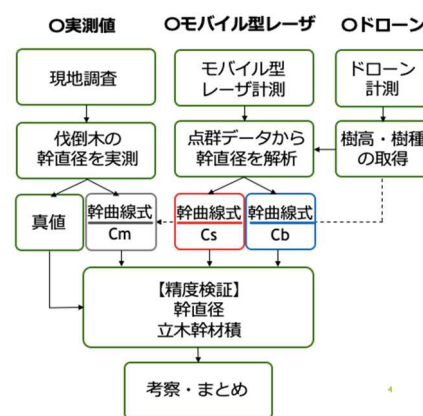 〇実測値
〇モバイル型レーザ
〇ドローン
現地調査
モバイル型
レーザ計測
ドローン
計測
伐倒木の
幹直径を実測
点群データから
幹直径を解析
樹高・樹種
の取得
真値
幹曲線式
Cm
幹曲線式
Cs
幹曲線式
Cb
【精度検証】
幹直径
立木幹材積
考察・まとめ
4